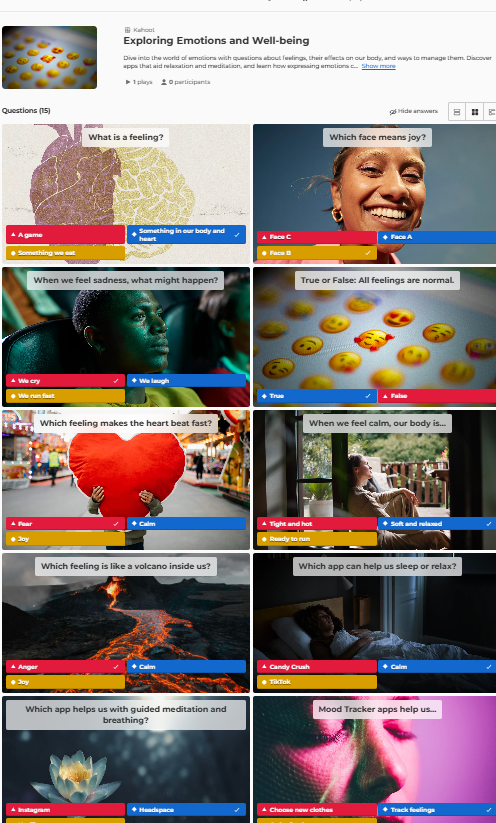 Kahoot
Exploring Emotions and Well-being
Dive into the world of emotions with questions about feelings, their effects on our body, and ways to manage them. Discover
apps that aid relaxation and meditation, and learn how expressing emotions c... Show more
1 plays 0 participants
Questions (15)
Hide answers
What is a feeling?
A game
Something in our body and
heart
Something we eat
Which face means joy?
Face C
Face A
Face B
When we feel sadness, what might happen?
We cry
We laugh
We run fast
True or False: All feelings are normal.
True
False
Which feeling makes the heart beat fast?
Fear
Calm
Joy
When we feel calm, our body is...
Tight and hot
Soft and relaxed
Ready to run
Which feeling is like a volcano inside us?
Anger
Calm
Joy
Which app can help us sleep or relax?
Candy Crush
Calm
TikTok
Which app helps us with guided meditation and
breathing?
Instagram
Headspace
Mood Tracker apps help us...
Choose new clothes
Track feelings